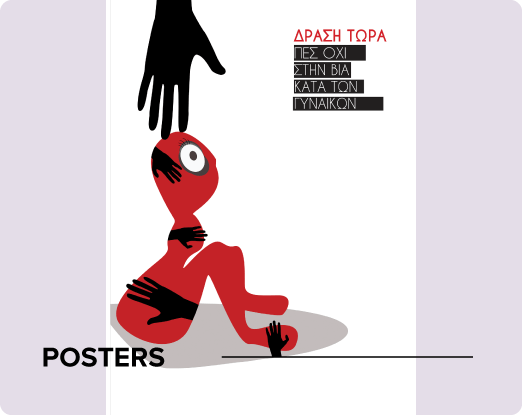 ΔΡΑΣΗ ΤΩΡΑ
ΠΕΣ ΟΧΙ
ΣΤΗΝ ΒΙΑ
ΚΑΤΑ ΤΩΝ
ΓΥΝΑΙΚΩΝ
POSTERS